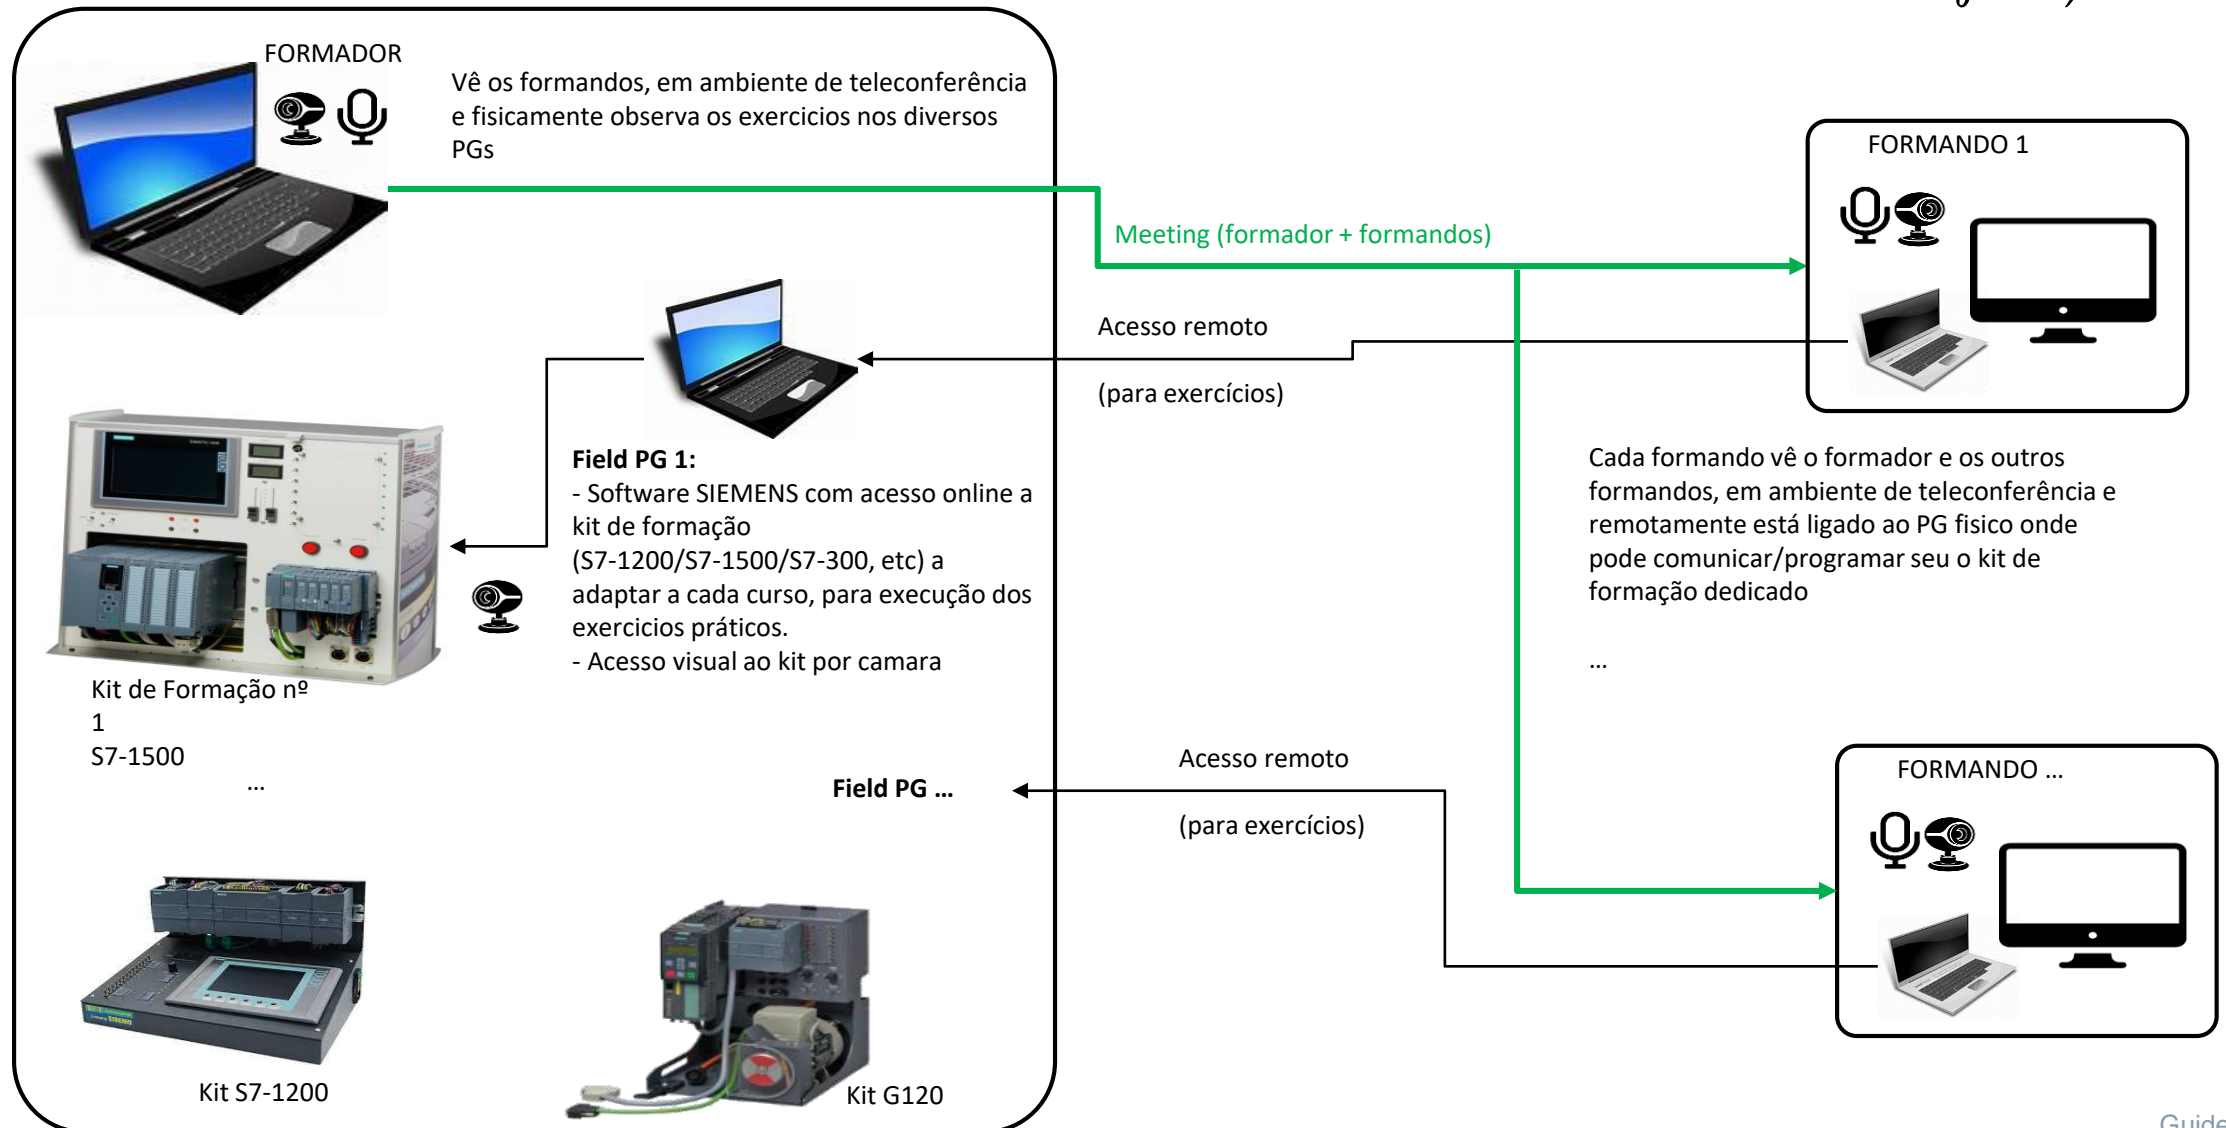 FORMADOR
Vê os formandos, em ambiente de teleconferência
e fisicamente observa os exercicios nos diversos
PGs
FORMANDO 1
Meeting (formador + formandos)
Acesso remoto
(para exercícios)
Field PG 1:
- Software SIEMENS com acesso online a
kit de formação
(S7-1200/S7-1500/S7-300, etc) a
adaptar a cada curso, para execução dos
exercicios práticos.
- Acesso visual ao kit por camara
Cada formando vê o formador e os outros
formandos, em ambiente de teleconferência e
remotamente está ligado ao PG fisico onde
pode comunicar/programar seu o kit de
formação dedicado
...
Kit de Formação nº
1
S7-1500
...
Field PG ...
Acesso remoto
(para exercícios)
FORMANDO ...
Kit S7-1200
Kit G120
Guide